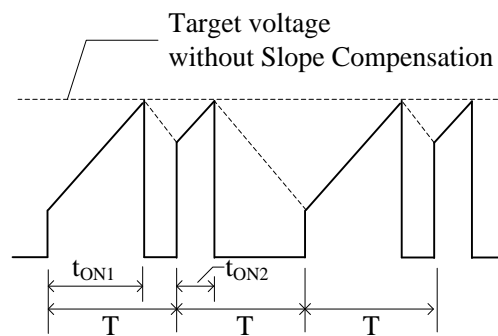 Target voltage
without Slope Compensation
tON1
tON2
T
T
T